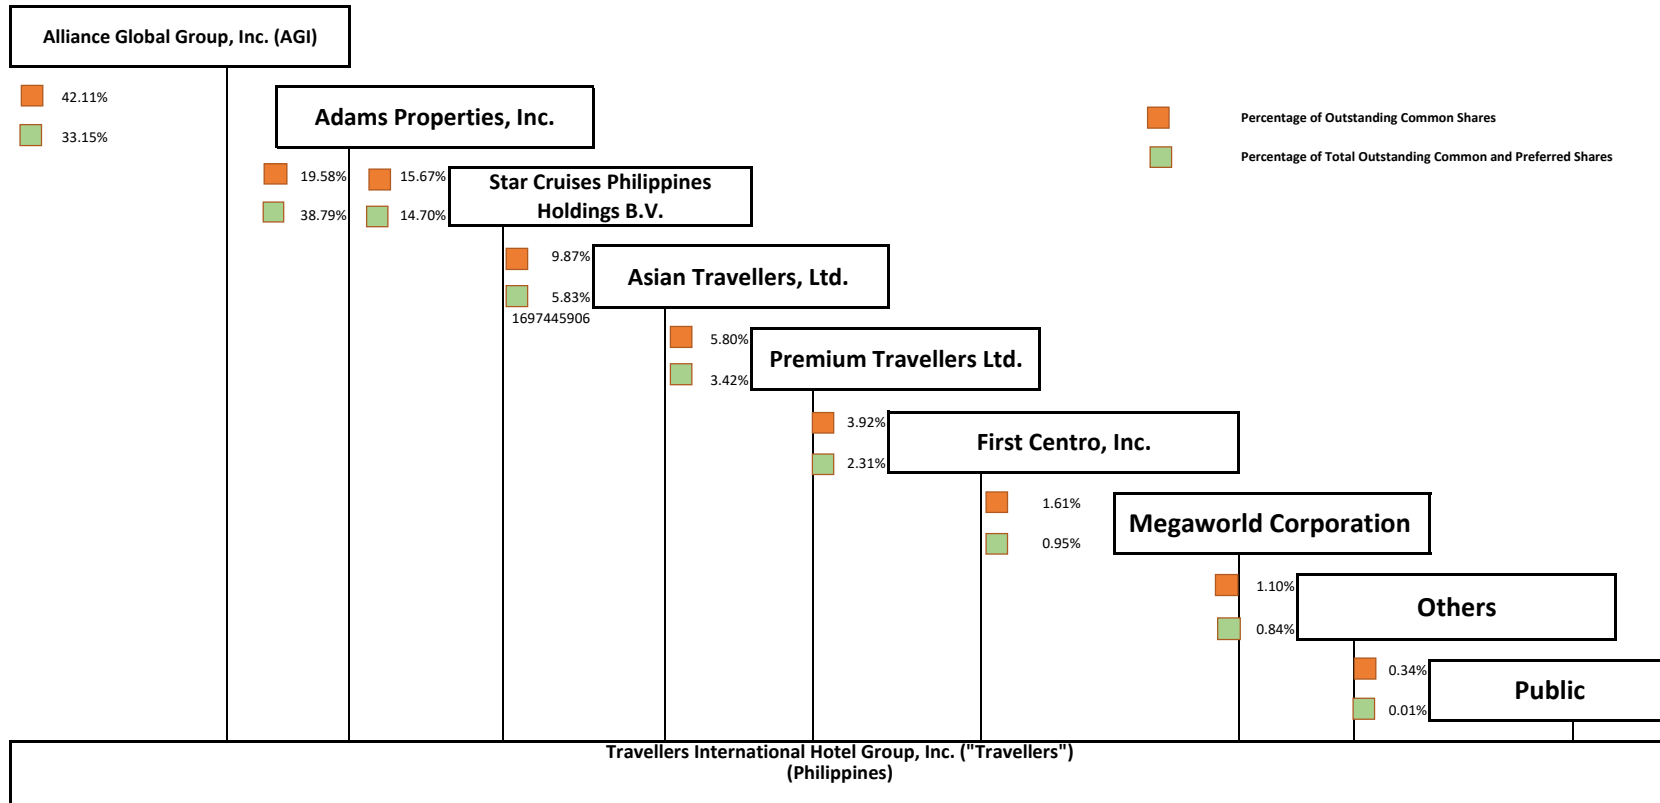 Alliance Global Group, Inc. (AGI)
42.11%
33.15%
Adams Properties, Inc.
Percentage of Outstanding Common Shares
Percentage of Total Outstanding Common and Preferred Shares
19.58%
38.79%
15.67%
14.70%
Star Cruises Philippines
Holdings B.V.
9.87%
5.83%
1697445906
Asian Travellers, Ltd.
5.80%
3.42%
Premium Travellers Ltd.
3.92%
2.31%
First Centro, Inc.
1.61%
0.95%
Megaworld Corporation
1.10%
0.84%
Others
0.34%
0.01%
Public
Travellers International Hotel Group, Inc. ("Travellers")
(Philippines)